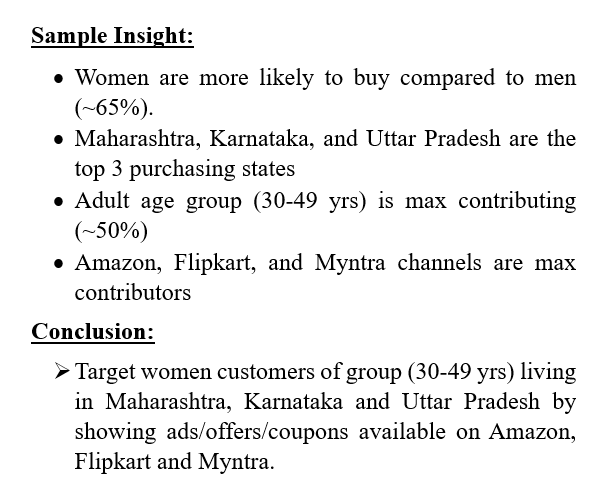 Sample Insight:
• Women are more likely to buy compared to men
(~65%).
• Maharashtra, Karnataka, and Uttar Pradesh are the
top 3 purchasing states
• Adult age group (30-49 yrs) is max contributing
(~50%)
• Amazon, Flipkart, and Myntra channels are max
contributors
Conclusion:
➢ Target women customers of group (30-49 yrs) living
in Maharashtra, Karnataka and Uttar Pradesh by
showing ads/offers/coupons available on Amazon,
Flipkart and Myntra.